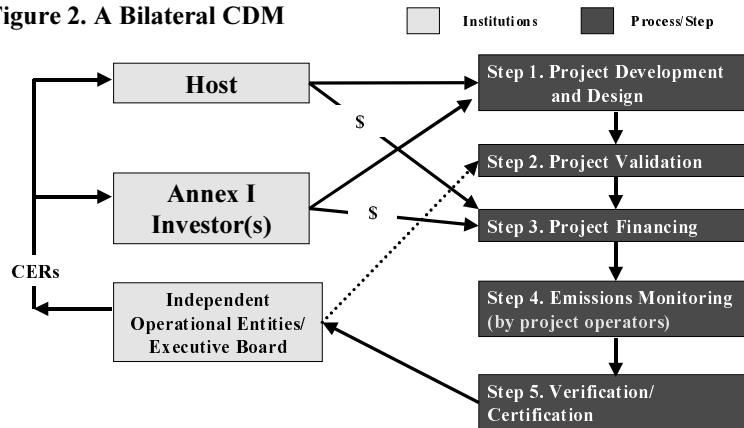 Figure 2. A Bilateral CDM
Institutions
Process/Step
Host
Step 1. Project Development
and Design
$
Step 2. Project Validation
Annex I
Investor(s)
$
Step 3. Project Financing
CERs
Independent
Operational Entities/
Executive Board
Step 4. Emissions Monitoring
(by project operators)
Step 5. Verification/
Certification